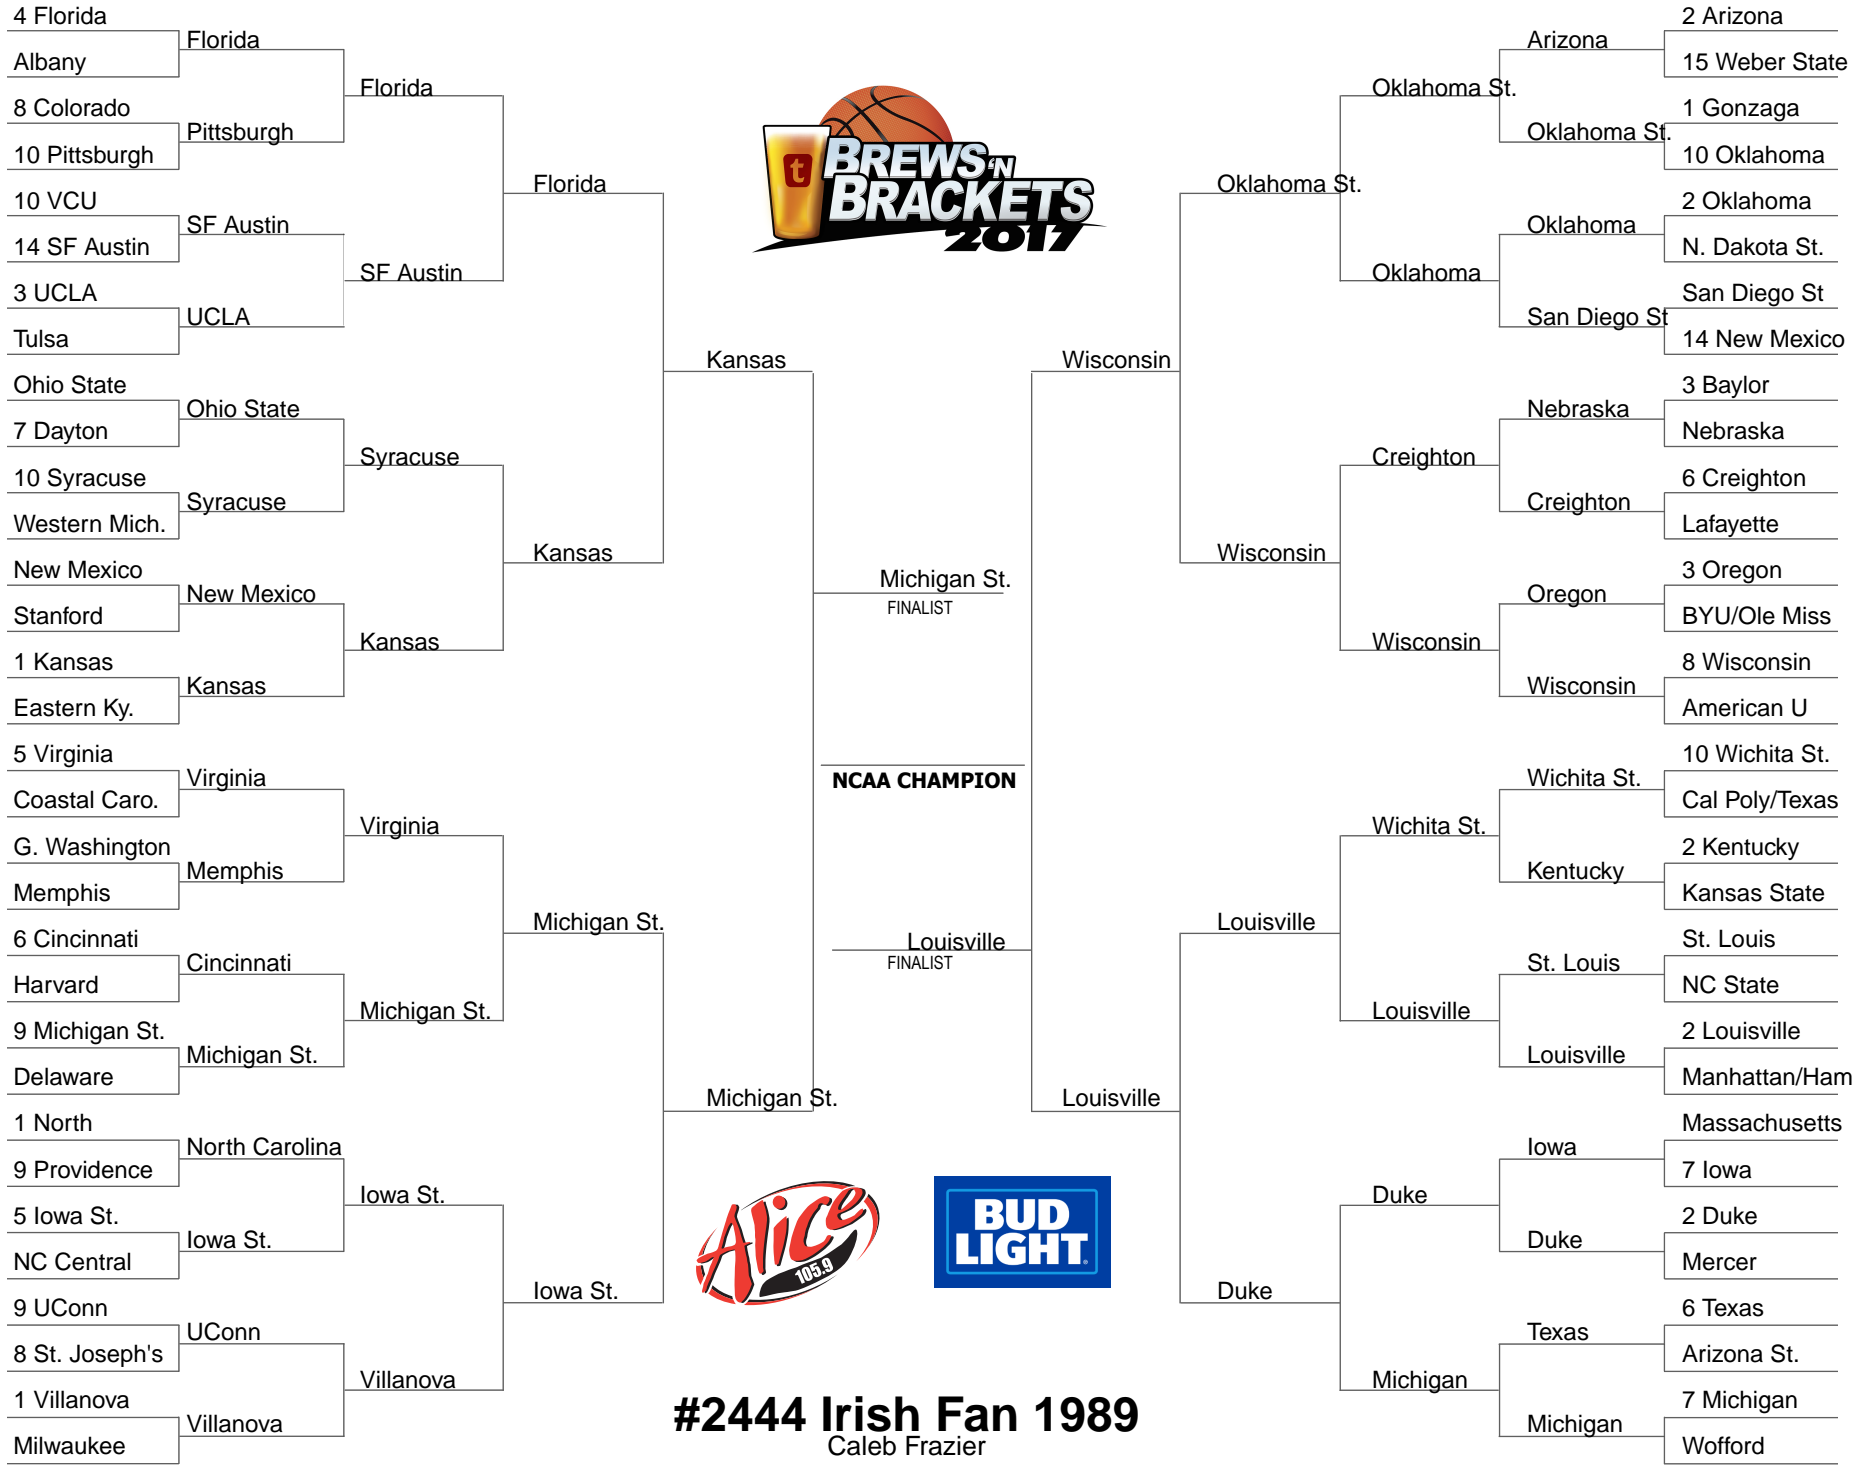 4 Florida
Albany
8 Colorado
10 Pittsburgh
10 VCU
14 SF Austin
3 UCLA
Tulsa
Ohio State
7 Dayton
10 Syracuse
Western Mich.
New Mexico
Stanford
1 Kansas
Eastern Ky.
5 Virginia
Coastal Caro.
G. Washington
Memphis
6 Cincinnati
Harvard
9 Michigan St.
Delaware
1 North
9 Providence
5 Iowa St.
NC Central
9 UConn
8 St. Joseph's
1 Villanova
Milwaukee
Florida
Pittsburgh
SF Austin
UCLA
Ohio State
Syracuse
New Mexico
Kansas
Virginia
Memphis
Cincinnati
Michigan St.
North Carolina
Iowa St.
UConn
Villanova
Florida
SF Austin
Syracuse
Kansas
Virginia
Michigan St.
Iowa St.
Villanova
Florida
Kansas
Michigan St.
Iowa St.
Kansas
Michigan St.
t
BREWS 'N
BRACKETS
2017
Michigan St.
FINALIST
NCAA CHAMPION
Louisville
FINALIST
Alice
105.9
BUD
LIGHT
#2444 Irish Fan 1989
Caleb Frazier
Wisconsin
Louisville
Oklahoma St.
Wisconsin
Louisville
Duke
Oklahoma St.
Oklahoma
Creighton
Wisconsin
Wichita St.
Louisville
Duke
Michigan
Arizona
Oklahoma St.
Oklahoma
San Diego St
Nebraska
Creighton
Oregon
Wisconsin
Wichita St.
Kentucky
St. Louis
Louisville
Iowa
Duke
Texas
Michigan
2 Arizona
15 Weber State
1 Gonzaga
10 Oklahoma
2 Oklahoma
N. Dakota St.
San Diego St
14 New Mexico
3 Baylor
Nebraska
6 Creighton
Lafayette
3 Oregon
BYU/Ole Miss
8 Wisconsin
American U
10 Wichita St.
Cal Poly/Texas
2 Kentucky
Kansas State
St. Louis
NC State
2 Louisville
Manhattan/Ham
Massachusetts
7 Iowa
2 Duke
Mercer
6 Texas
Arizona St.
7 Michigan
Wofford